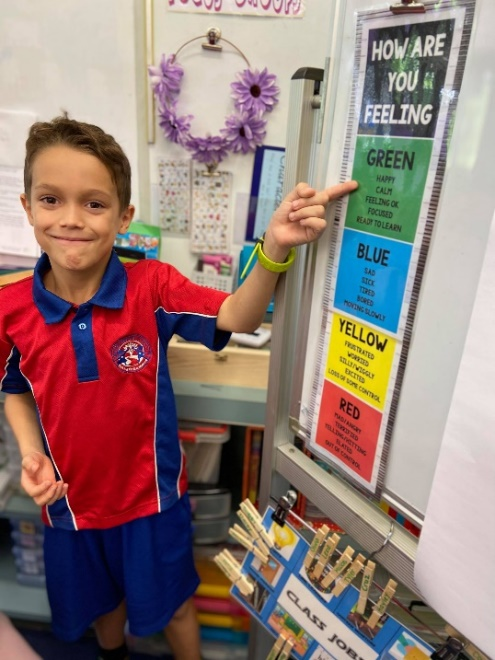 HOW ARE
YOU
FEELING
GREEN
HAPPY
CALM
FEELING OK
FOCUSED
READY TO LEARN
BLUE
SAD
SICK
TIRED
BORED
MOVING SLOWLY
YELLOW
FRUSTRATED
WORRIED
SILLY/WIGGLY
EXCITED
LOSS OF SOME CONTROL
RED
MAD/ANGRY
TERRIFIED
YELLING/HITTING
ELATED
OUT OF CONTROL
CLASS JOBS